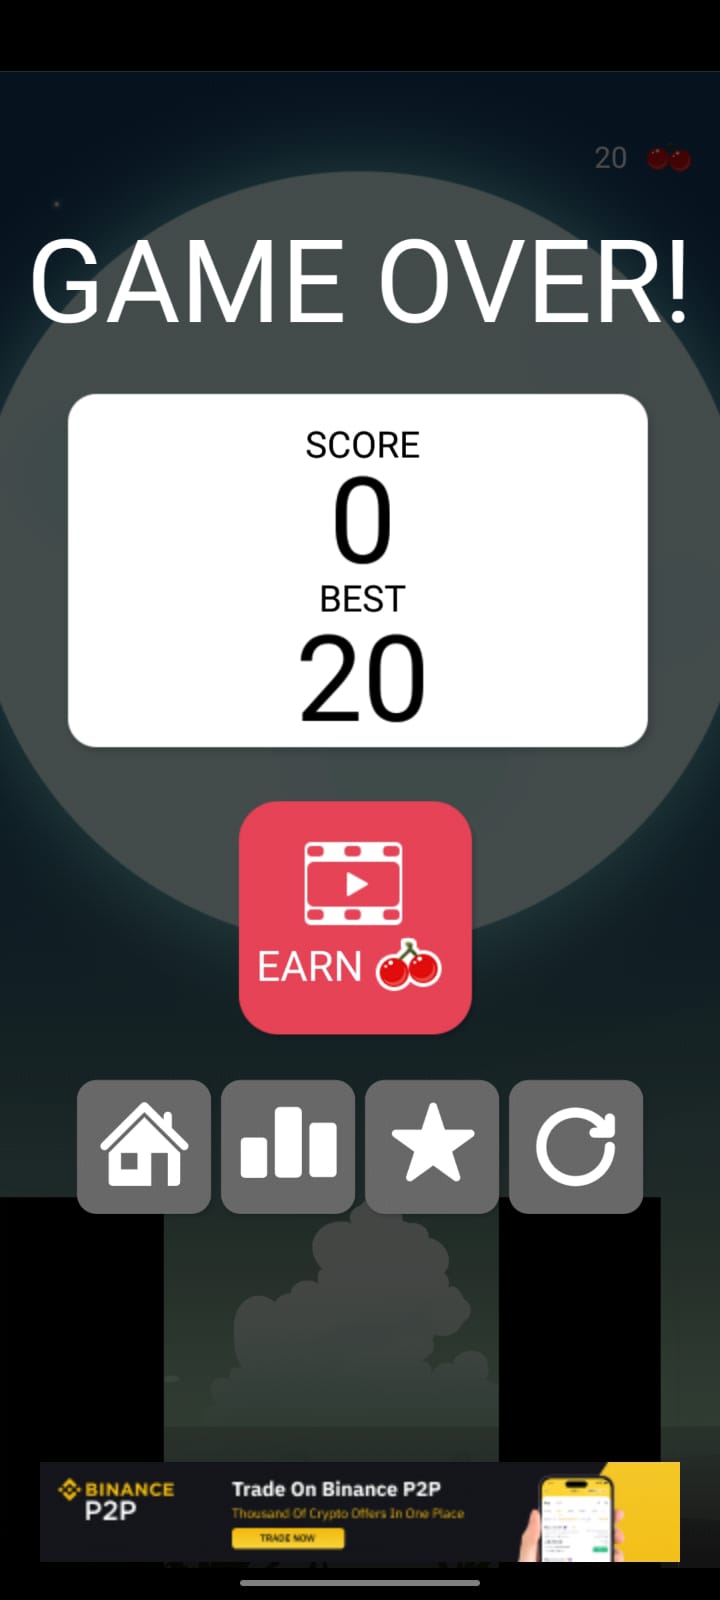 20
GAME OVER!
SCORE
0
BEST
20
EARN
BINANCE
P2P
Trade On Binance P2P
Thousand Of Crypto Offers In One Place
TRADE NOW